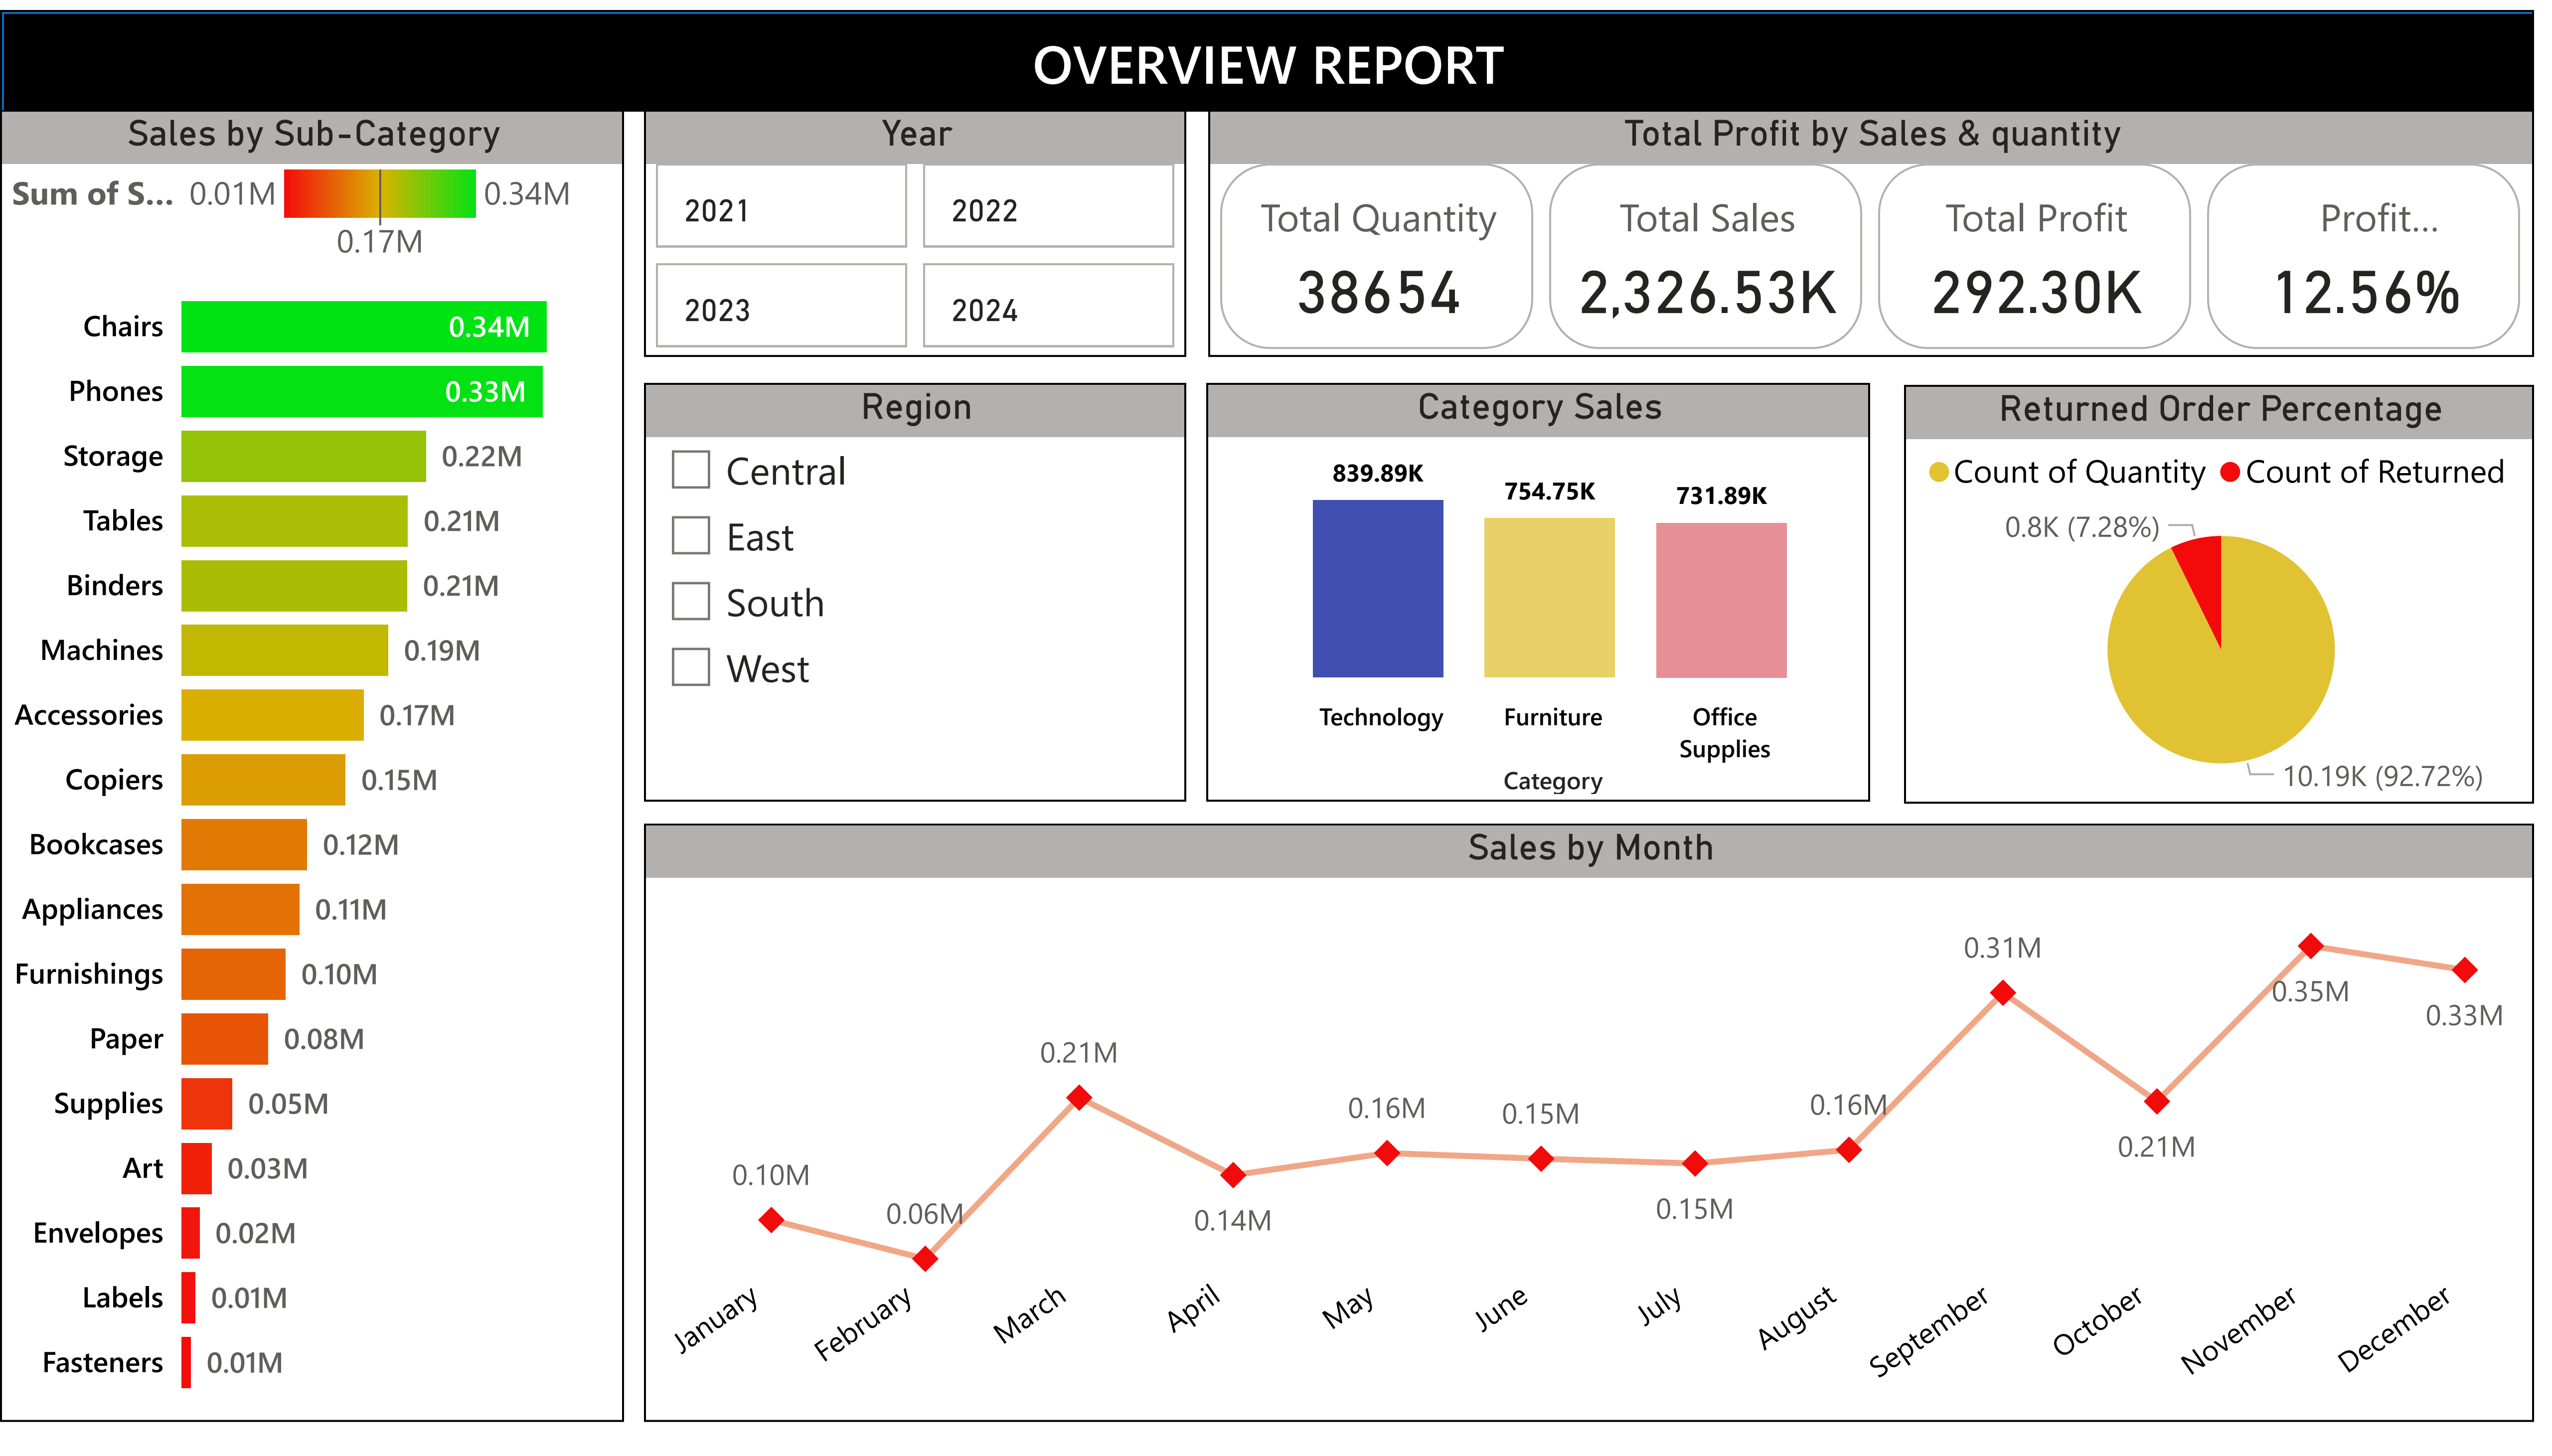 OVERVIEW REPORT
Sales by Sub-Category
Sum of S... 0.01M 0.34M
0.17M
Chairs 0.34M
Phones 0.33M
Storage 0.22M
Tables 0.21M
Binders 0.21M
Machines 0.19M
Accessories 0.17M
Copiers 0.15M
Bookcases 0.12M
Appliances 0.11M
Furnishings 0.10M
Paper 0.08M
Supplies 0.05M
Art 0.03M
Envelopes 0.02M
Labels 0.01M
Fasteners 0.01M
Year
2021 2022
2023 2024
Total Profit by Sales & quantity
Total Quantity Total Sales Total Profit Profit...
38654 2,326.53K 292.30K 12.56%
Region
Central
East
South
West
Category Sales
839.89K 754.75K 731.89K
Technology Furniture Office
Supplies
Category
Returned Order Percentage
Count of Quantity Count of Returned
0.8K (7.28%)
10.19K (92.72%)
Sales by Month
0.10M 0.06M 0.21M 0.14M 0.16M 0.15M 0.15M 0.16M 0.31M 0.21M 0.35M 0.33M
January February March April May June July August September October November December